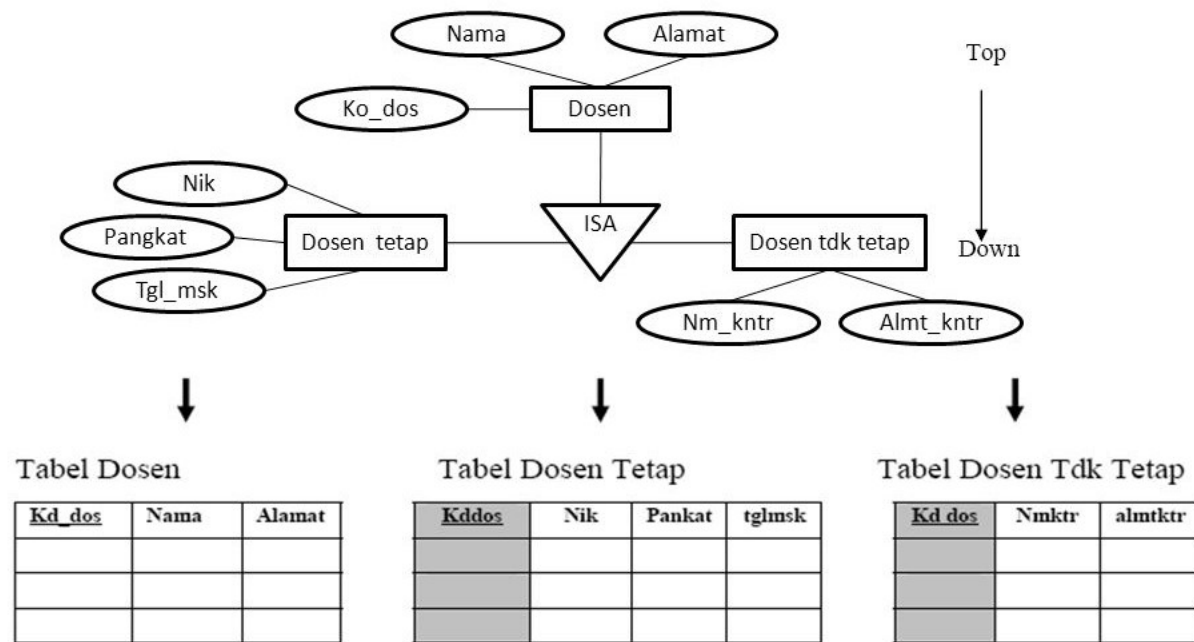 Nama
Alamat
Top
Ko_dos
Dosen
Nik
ISA
Pangkat
Dosen tetap
Dosen tdk tetap
Down
Tgl_msk
Nm_kntr
Almt_kntr
Tabel Dosen
Kd_dos Nama Alamat
Tabel Dosen Tetap
Kddos Nik Pankat tglmsk
Tabel Dosen Tdk Tetap
Kd dos Nmktr almtktr